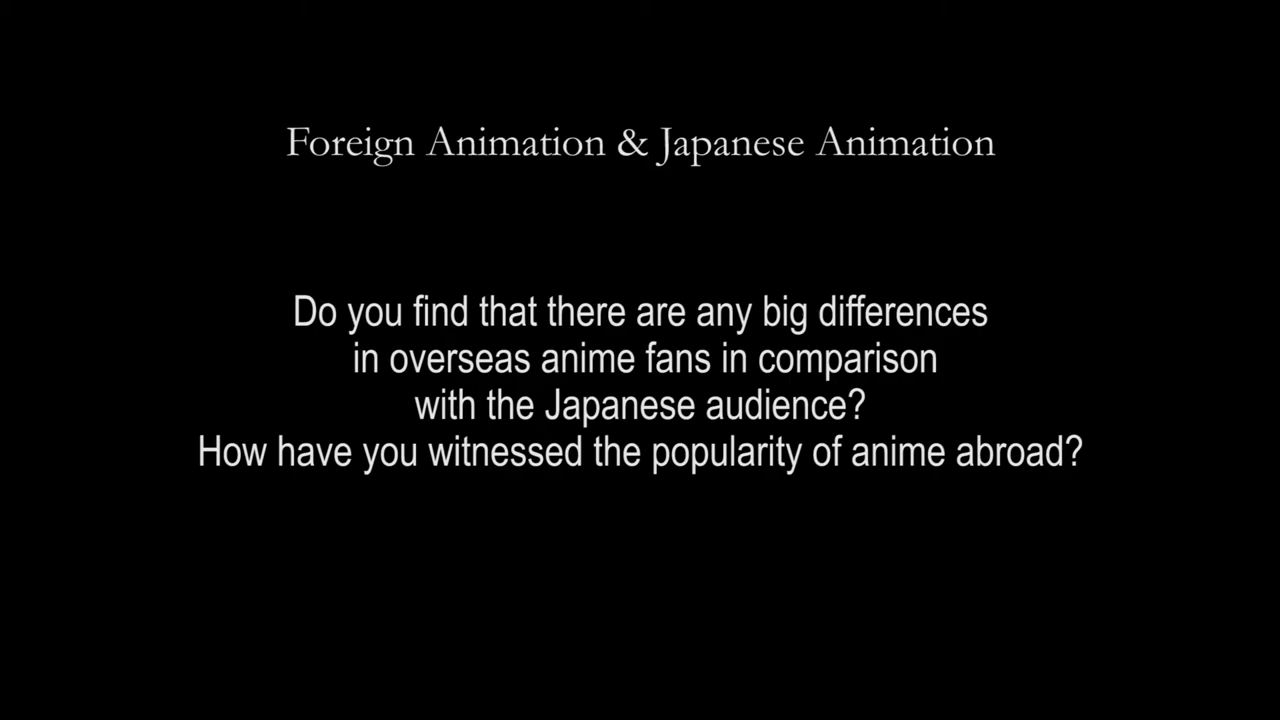 Foreign Animation & Japanese Animation
Do you find that there are any big differences
in overseas anime fans in comparison
with the Japanese audience?
How have you witnessed the popularity of anime abroad?